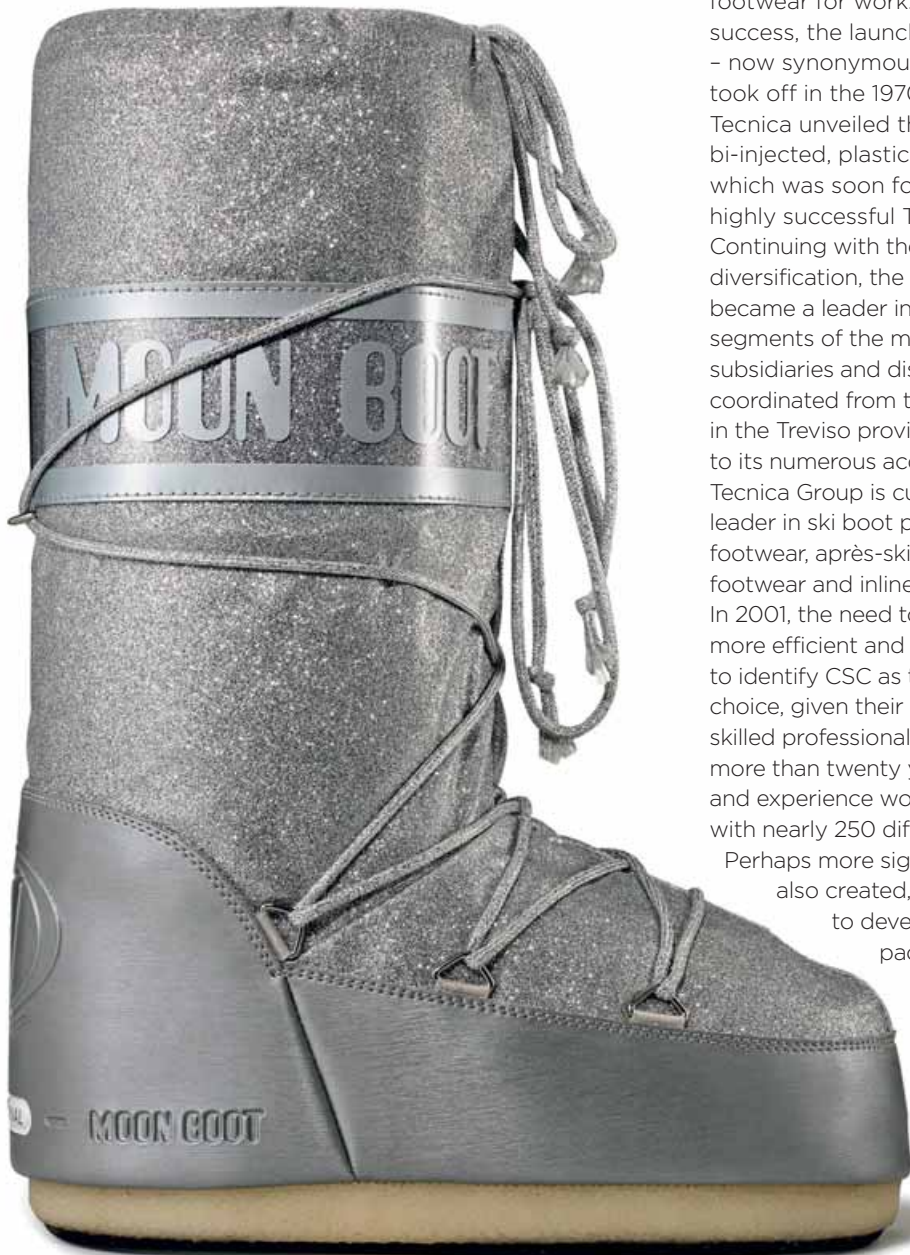 footwear for work.
success, the launch
– now synonymou
took off in the 1970
Tecnica unveiled th
bi-injected, plastic
which was soon fo
highly successful T
Continuing with the
diversification, the
became a leader in
segments of the m
subsidiaries and dis
coordinated from t
in the Treviso provi
to its numerous acc
Tecnica Group is cu
leader in ski boot p
footwear, après-ski
footwear and inline
In 2001, the need to
more efficient and
to identify CSC as t
choice, given their
skilled professional
more than twenty y
and experience wo
with nearly 250 dif
Perhaps more sig
also created,
to deve
pac
MOON BOOT
MOON BOOT